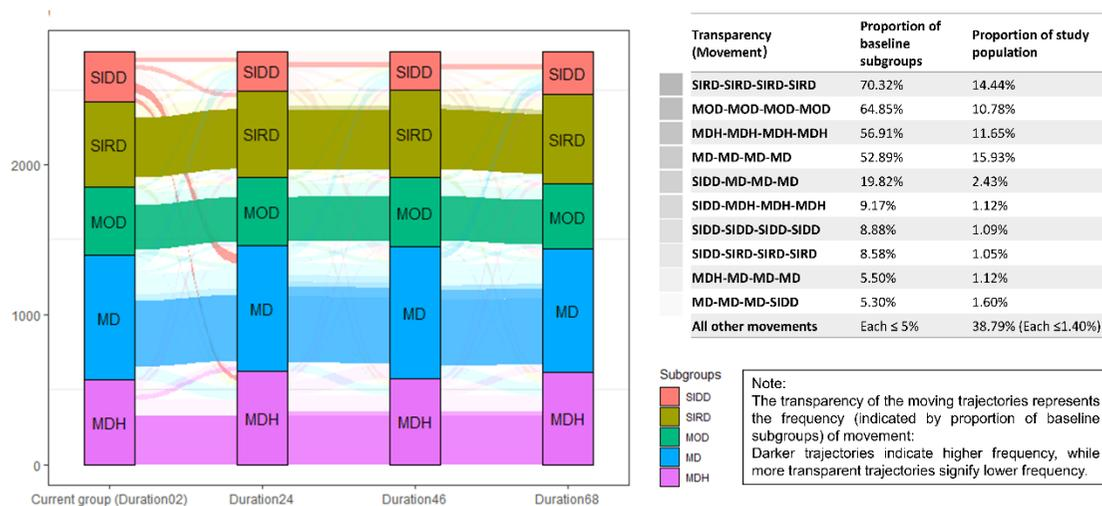 2000
1000
0
SIDD
SIRD
MOD
MD
MDH
SIDD
SIRD
MOD
MD
MDH
SIDD
SIRD
MOD
MD
MDH
SIDD
SIRD
MOD
MD
MDH
Current group (Duration02) Duration24 Duration46 Duration68
Transparency (Movement) Proportion of baseline subgroups Proportion of study population
SIRD-SIRD-SIRD-SIRD 70.32% 14.44%
MOD-MOD-MOD-MOD 64.85% 10.78%
MDH-MDH-MDH-MDH 56.91% 11.65%
MD-MD-MD-MD 52.89% 15.93%
SIDD-MD-MD-MD 19.82% 2.43%
SIDD-MDH-MDH-MDH 9.17% 1.12%
SIDD-SIDD-SIDD-SIDD 8.88% 1.09%
SIDD-SIRD-SIRD-SIRD 8.58% 1.05%
MDH-MD-MD-MD 5.50% 1.12%
MD-MD-MD-SIDD 5.30% 1.60%
All other movements Each ≤ 5% 38.79% (Each ≤1.40%)
Subgroups
SIDD
SIRD
MOD
MD
MDH
Note:
The transparency of the moving trajectories represents
the frequency (indicated by proportion of baseline
subgroups) of movement:
Darker trajectories indicate higher frequency, while
more transparent trajectories signify lower frequency.